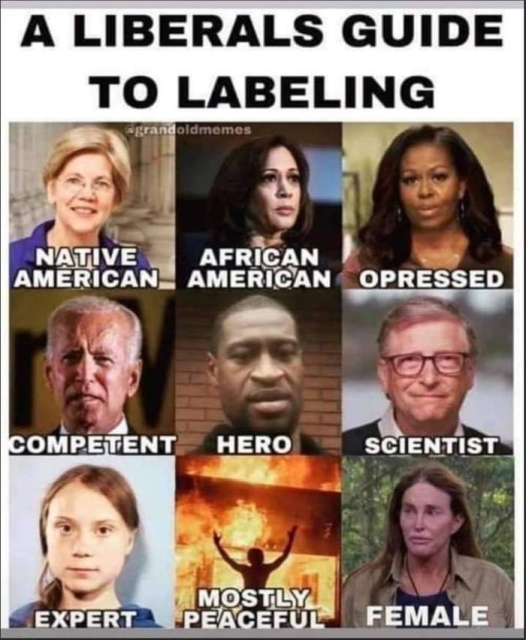 A LIBERALS GUIDE
TO LABELING
@grandoldmemes
NATIVE
AMERICAN
AFRICAN
AMERICAN
OPRESSED
COMPETENT
HERO
SCIENTIST
EXPERT
MOSTLY
PEACEFUL
FEMALE